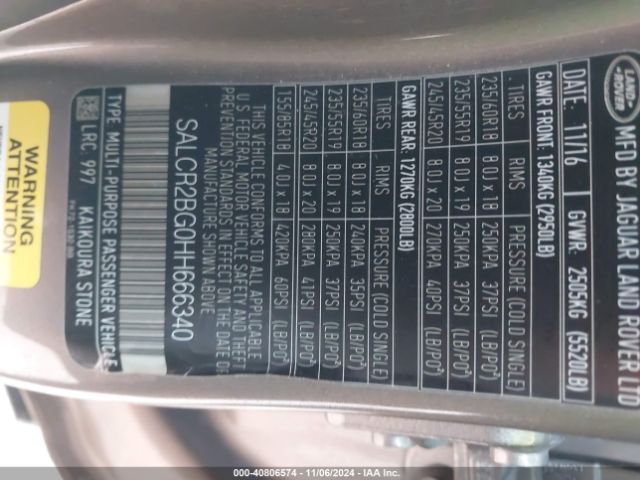 LAND
ROVER
MFD BY JAGUAR LAND ROVER LTD
DATE: 11/16 GVWR: 2505KG (5520LB)
GAWR FRONT: 1340KG (2950LB)
TIRES RIMS PRESSURE (COLD SINGLE)
235/60R18 8.0J x 18 250KPA 37PSI (LB/PO²)
235/55R19 8.0J x 19 250KPA 37PSI (LB/PO²)
245/45R20 8.0J x 20 270KPA 40PSI (LB/PO²)
GAWR REAR: 1270KG (2800LB)
TIRES RIMS PRESSURE (COLD SINGLE)
235/60R18 8.0J x 18 240KPA 35PSI (LB/PO²)
235/55R19 8.0J x 19 250KPA 37PSI (LB/PO²)
245/45R20 8.0J x 20 280KPA 41PSI (LB/PO²)
155/85R18 4.0J x 18 420KPA 60PSI (LB/PO²)
THIS VEHICLE CONFORMS TO ALL APPLICABLE
U.S. FEDERAL MOTOR VEHICLE SAFETY AND THEFT
PREVENTION STANDARDS IN EFFECT ON THE DATE OF
MANUFACTURE SHOWN ABOVE
SALCR2BG0HH666340
TYPE: MULTI-PURPOSE PASSENGER VEHICLE
LRC: 997 KAIKOURA STONE
WARNING
ATTENTION
000-40806574 | 11/06/2024 | IAA Inc.